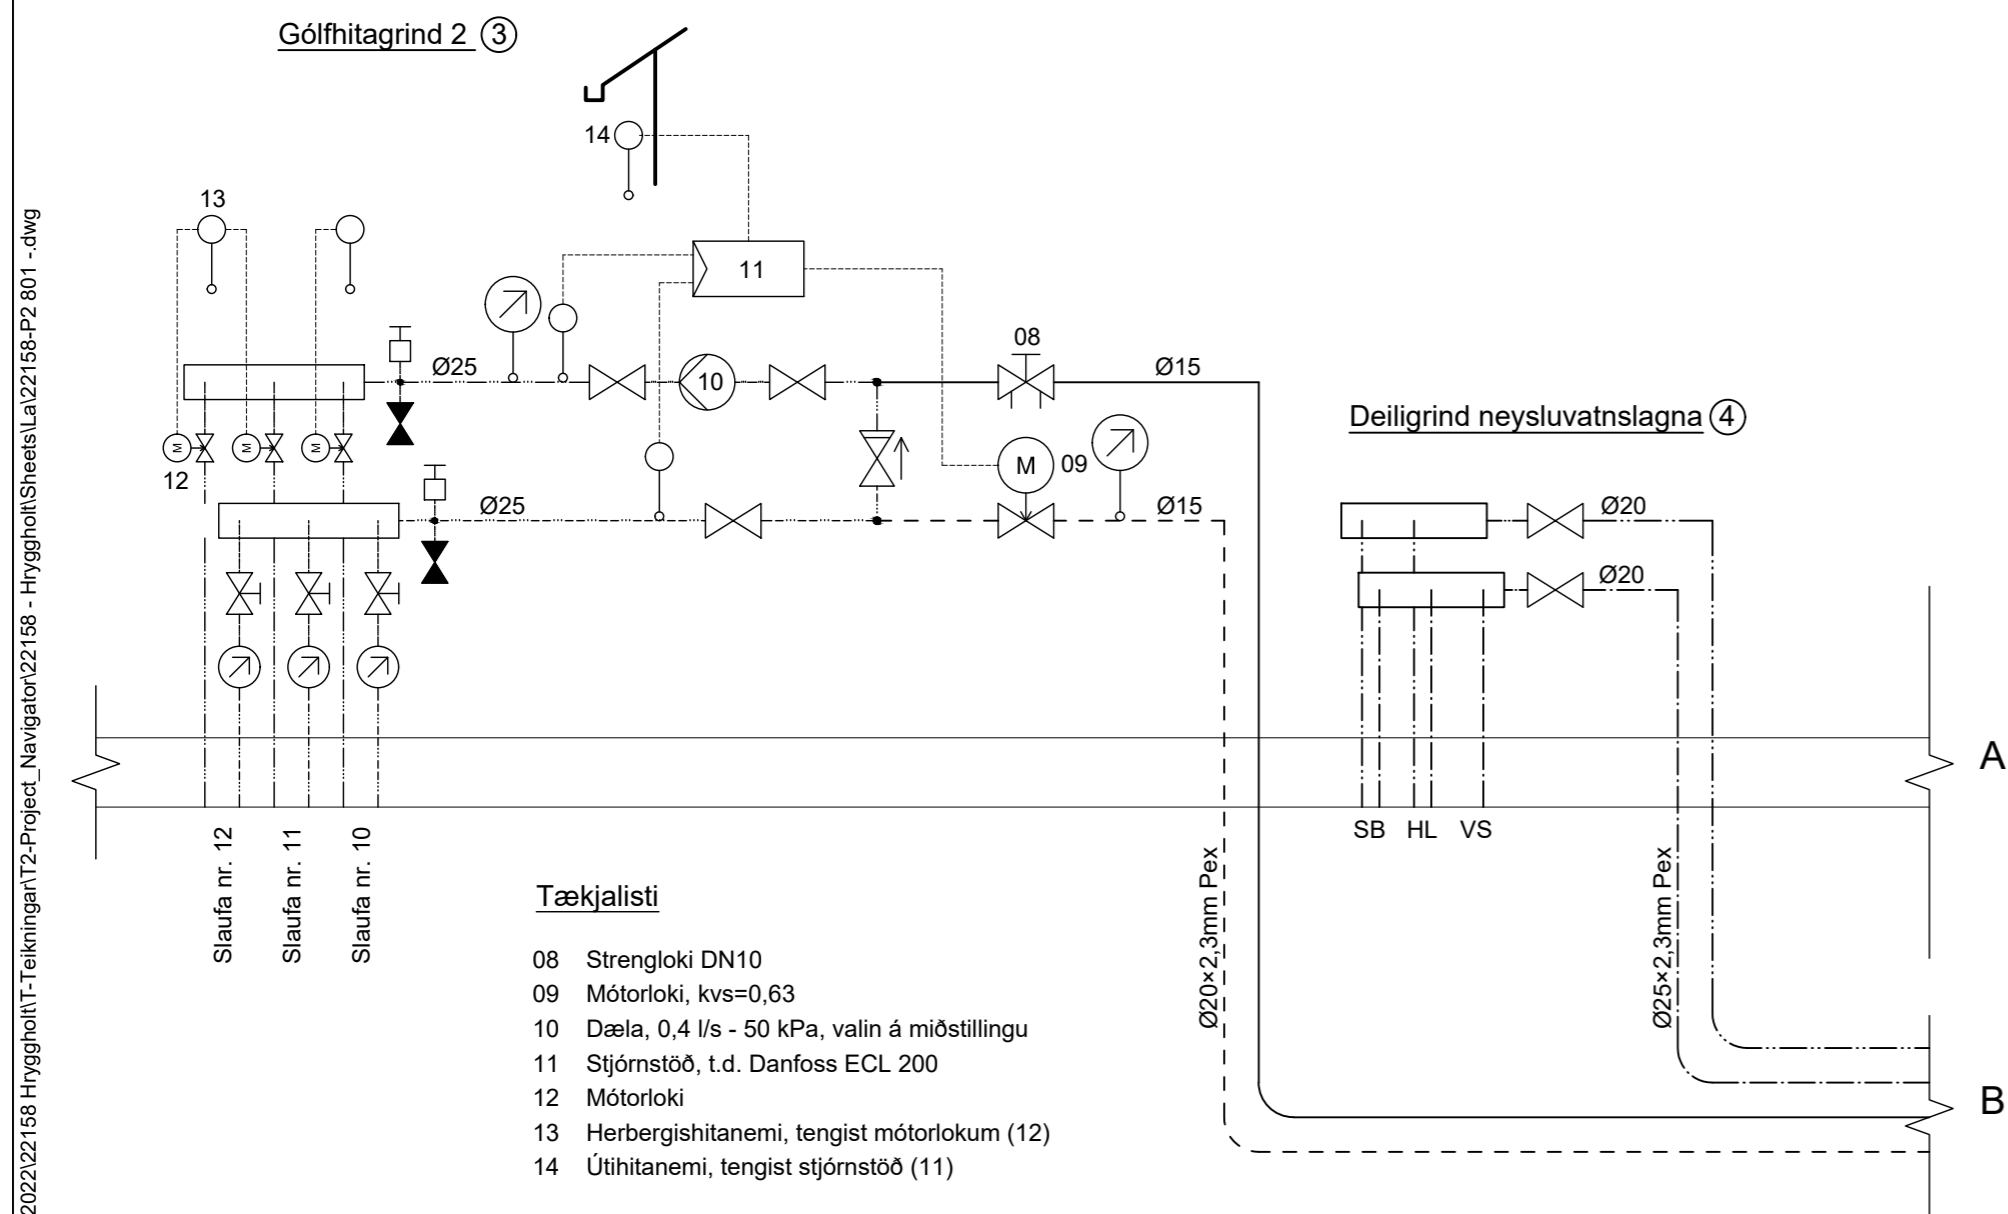 Gólfhitagrind 2 3
14
13
11
08
Ø25
10
Ø15
Deiligrind neysluvatnslagna 4
M
M
M
12
M
09
Ø25
Ø15
Ø20
Ø20
A
SB HL VS
Slaufa nr. 12
Slaufa nr. 11
Slaufa nr. 10
Ø20×2,3mm Pex
Ø25×2,3mm Pex
B
Tækjalisti
08 Strengloki DN10
09 Mótorloki, kvs=0,63
10 Dæla, 0,4 l/s - 50 kPa, valin á miðstillingu
11 Stjórnstöð, t.d. Danfoss ECL 200
12 Mótorloki
13 Herbergishitanemi, tengist mótorlokum (12)
14 Útihitanemi, tengist stjórnstöð (11)
2022\22158 Hryggholt\T-Teikningar\T2-Project_Navigator\22158 - Hryggholt\Sheets\La\22158-P2 801 -.dwg